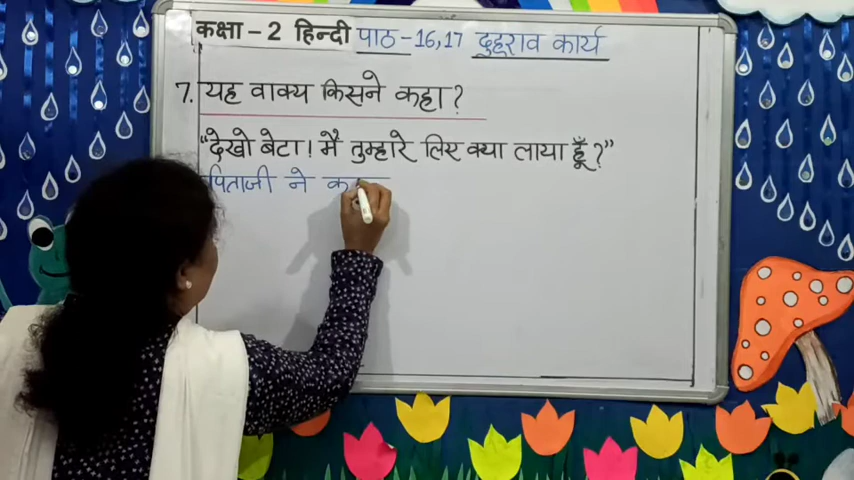 कक्षा - 2 हिन्दी पाठ - 16,17 दुहराव कार्य
7. यह वाक्य किसने कहा?
"देखो बेटा! मै तुम्हारे लिए क्या लाया हूँ?"
पिताजी ने क